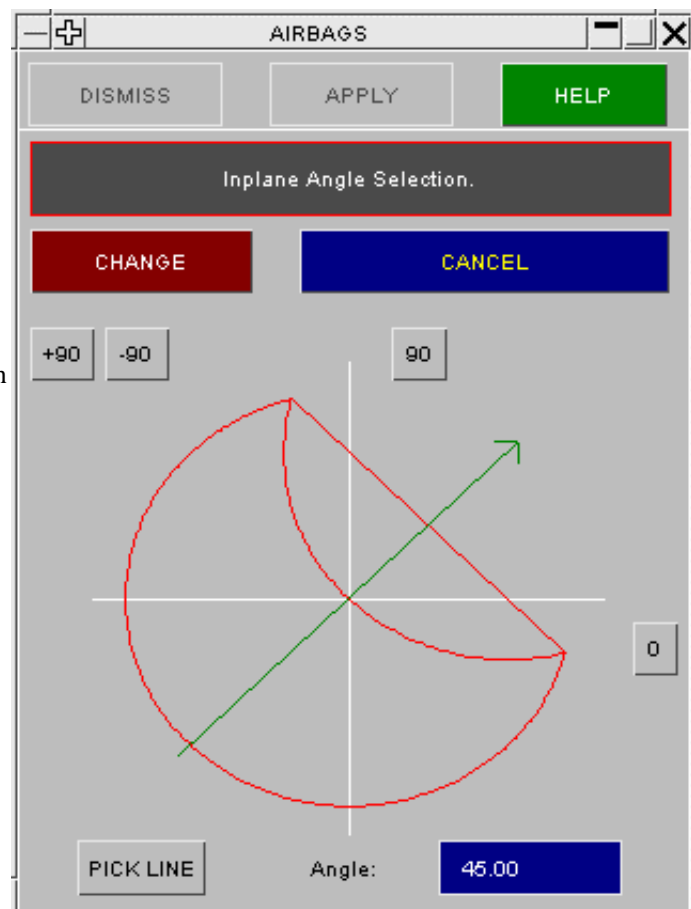 AIRBAGS
DISMISS APPLY HELP
Inplane Angle Selection.
CHANGE CANCEL
+90 -90 90
0
PICK LINE Angle: 45.00